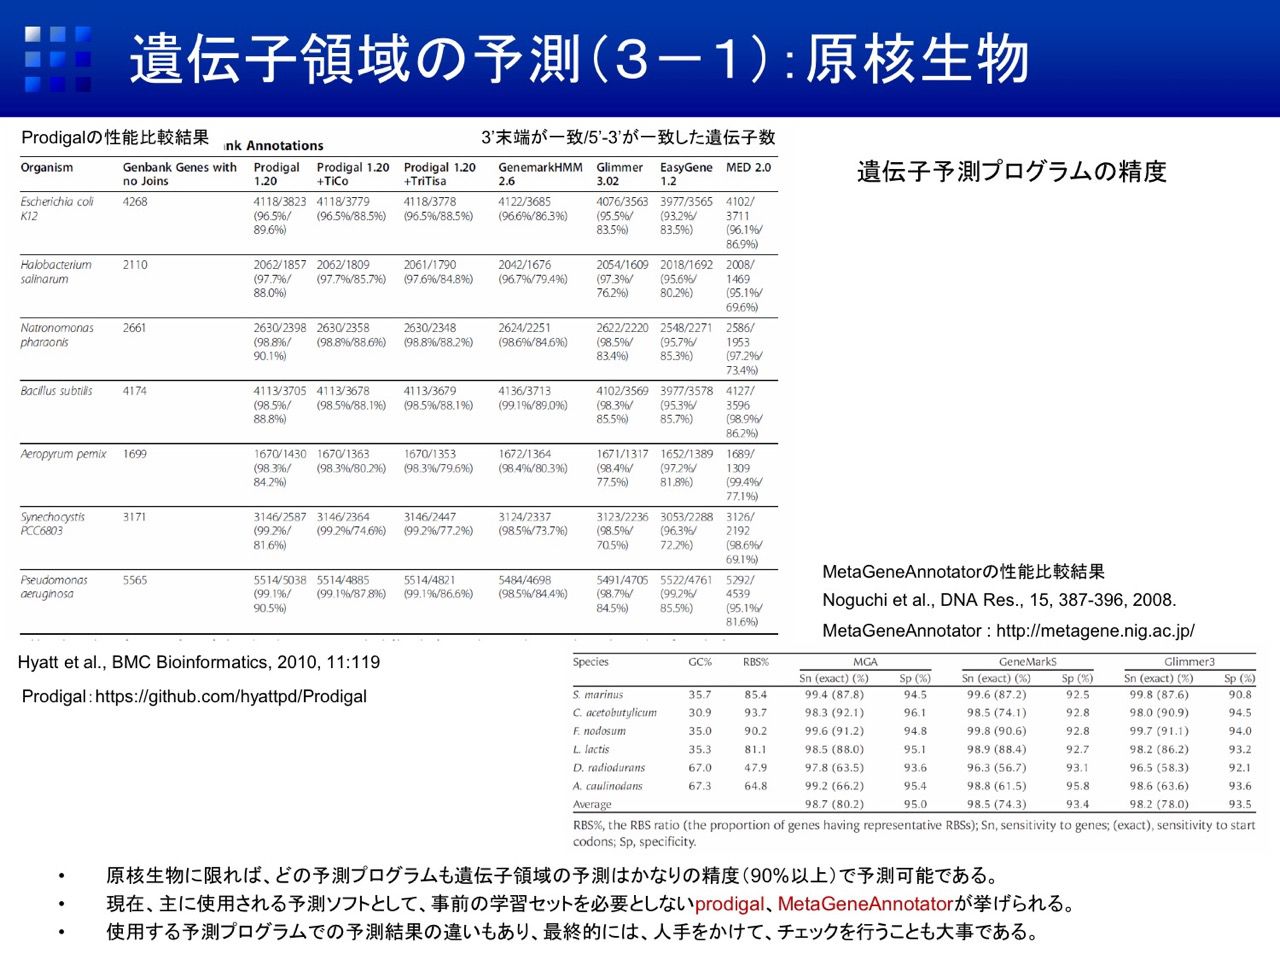 遺伝子領域の予測（３－１）：原核生物
Prodigalの性能比較結果
nk Annotations
3’末端が一致/5’-3’が一致した遺伝子数
遺伝子予測プログラムの精度
Organism Genbank Genes with no Joins Prodigal 1.20 Prodigal 1.20 +TiCo Prodigal 1.20 +TriTisa GenemarkHMM 2.6 Glimmer 3.02 EasyGene 1.2 MED 2.0
Escherichia coli K12 4268 4118/3823 (96.5%/89.6%) 4118/3779 (96.5%/88.5%) 4118/3778 (96.5%/88.5%) 4122/3685 (96.6%/86.3%) 4076/3563 (95.5%/83.5%) 3977/3565 (93.2%/83.5%) 4102/3711 (96.1%/86.9%)
Halobacterium salinarum 2110 2062/1857 (97.7%/88.0%) 2062/1809 (97.7%/85.7%) 2061/1790 (97.6%/84.8%) 2042/1676 (96.7%/79.4%) 2054/1609 (97.3%/76.2%) 2018/1692 (95.6%/80.2%) 2008/1469 (95.1%/69.6%)
Natronomonas pharaonis 2661 2630/2398 (98.8%/90.1%) 2630/2358 (98.8%/88.6%) 2630/2348 (98.8%/88.2%) 2624/2251 (98.6%/84.6%) 2622/2220 (98.5%/83.4%) 2548/2271 (95.7%/85.3%) 2586/1953 (97.2%/73.4%)
Bacillus subtilis 4174 4113/3705 (98.5%/88.8%) 4113/3678 (98.5%/88.1%) 4113/3679 (98.5%/88.1%) 4136/3713 (99.1%/89.0%) 4102/3569 (98.3%/85.5%) 3977/3578 (95.3%/85.7%) 4127/3596 (98.9%/86.2%)
Aeropyrum pernix 1699 1670/1430 (98.3%/84.2%) 1670/1363 (98.3%/80.2%) 1670/1353 (98.3%/79.6%) 1672/1364 (98.4%/80.3%) 1671/1317 (98.4%/77.5%) 1652/1389 (97.2%/81.8%) 1689/1309 (99.4%/77.1%)
Synechocystis PCC6803 3171 3146/2587 (99.2%/81.6%) 3146/2364 (99.2%/74.6%) 3146/2447 (99.2%/77.2%) 3124/2337 (98.5%/73.7%) 3123/2236 (98.5%/70.5%) 3053/2288 (96.3%/72.2%) 3126/2192 (98.6%/69.1%)
Pseudomonas aeruginosa 5565 5514/5038 (99.1%/90.5%) 5514/4885 (99.1%/87.8%) 5514/4821 (99.1%/86.6%) 5484/4698 (98.5%/84.4%) 5491/4705 (98.7%/84.5%) 5522/4761 (99.2%/85.5%) 5292/4539 (95.1%/81.6%)
Hyatt et al., BMC Bioinformatics, 2010, 11:119
Prodigal：https://github.com/hyattpd/Prodigal
MetaGeneAnnotatorの性能比較結果
Noguchi et al., DNA Res., 15, 387-396, 2008.
MetaGeneAnnotator : http://metagene.nig.ac.jp/
Species GC% RBS% MGA GeneMarkS Glimmer3
Sn (exact) (%) Sp (%) Sn (exact) (%) Sp (%) Sn (exact) (%) Sp (%)
S. marinus 35.7 85.4 99.4 (87.8) 94.5 99.6 (87.2) 92.5 99.8 (87.6) 90.8
C. acetobutylicum 30.9 93.7 98.3 (92.1) 96.1 98.5 (74.1) 92.8 98.0 (90.9) 94.5
F. nodosum 35.0 90.2 99.6 (91.2) 94.8 99.8 (90.6) 92.8 99.7 (91.1) 94.0
L. lactis 35.3 81.1 98.5 (88.0) 95.1 98.9 (88.4) 92.7 98.2 (86.2) 93.2
D. radiodurans 67.0 47.9 97.8 (63.5) 93.6 96.3 (56.7) 93.1 96.5 (58.3) 92.1
A. caulinodans 67.3 64.8 99.2 (66.2) 95.4 98.8 (61.5) 95.8 98.6 (63.6) 93.6
Average 98.7 (80.2) 95.0 98.5 (74.3) 93.4 98.2 (78.0) 93.5
RBS%, the RBS ratio (the proportion of genes having representative RBSs); Sn, sensitivity to genes; (exact), sensitivity to start
codons; Sp, specificity.
• 原核生物に限れば、どの予測プログラムも遺伝子領域の予測はかなりの精度（90%以上）で予測可能である。
• 現在、主に使用される予測ソフトとして、事前の学習セットを必要としないprodigal、MetaGeneAnnotatorが挙げられる。
• 使用する予測プログラムでの予測結果の違いもあり、最終的には、人手をかけて、チェックを行うことも大事である。